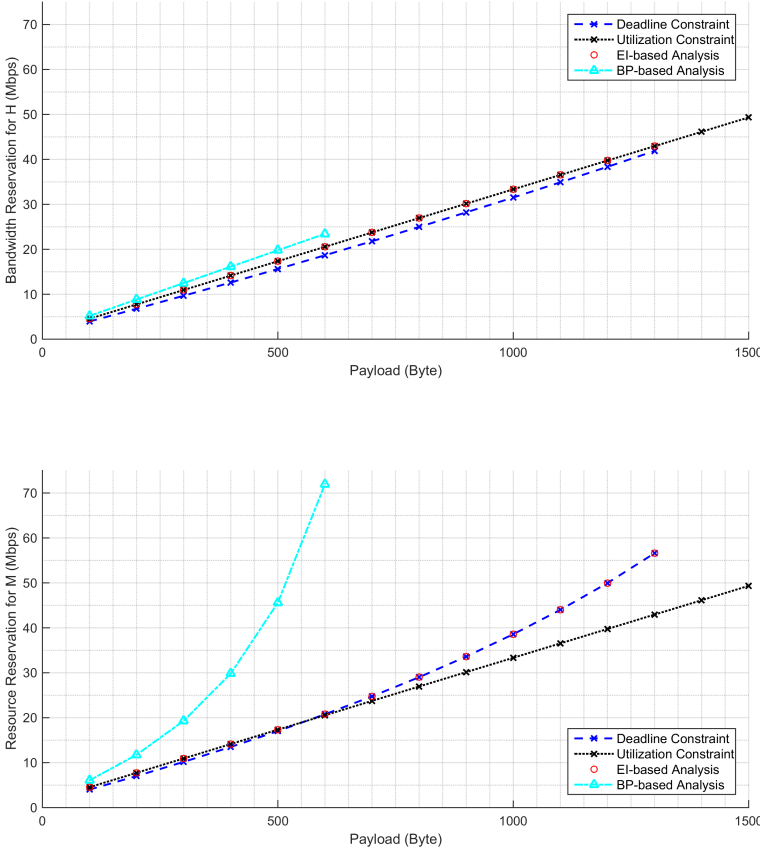 Bandwidth Reservation for H (Mbps)
70
60
50
40
30
20
10
0
Deadline Constraint
Utilization Constraint
EI-based Analysis
BP-based Analysis
0 500 1000 1500
Payload (Byte)
Resource Reservation for M (Mbps)
70
60
50
40
30
20
10
0
Deadline Constraint
Utilization Constraint
EI-based Analysis
BP-based Analysis
0 500 1000 1500
Payload (Byte)